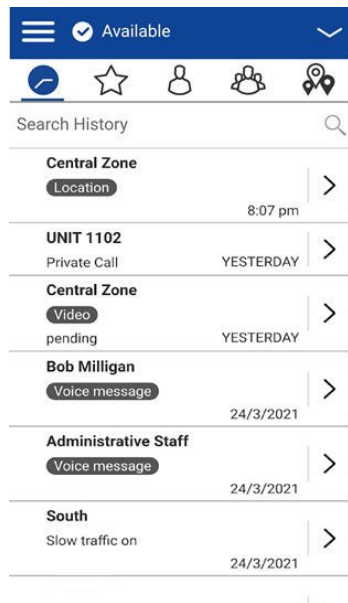 Available
Search History
Central Zone
Location
8:07 pm
UNIT 1102
Private Call
YESTERDAY
Central Zone
Video
pending
YESTERDAY
Bob Milligan
Voice message
24/3/2021
Administrative Staff
Voice message
24/3/2021
South
Slow traffic on
24/3/2021